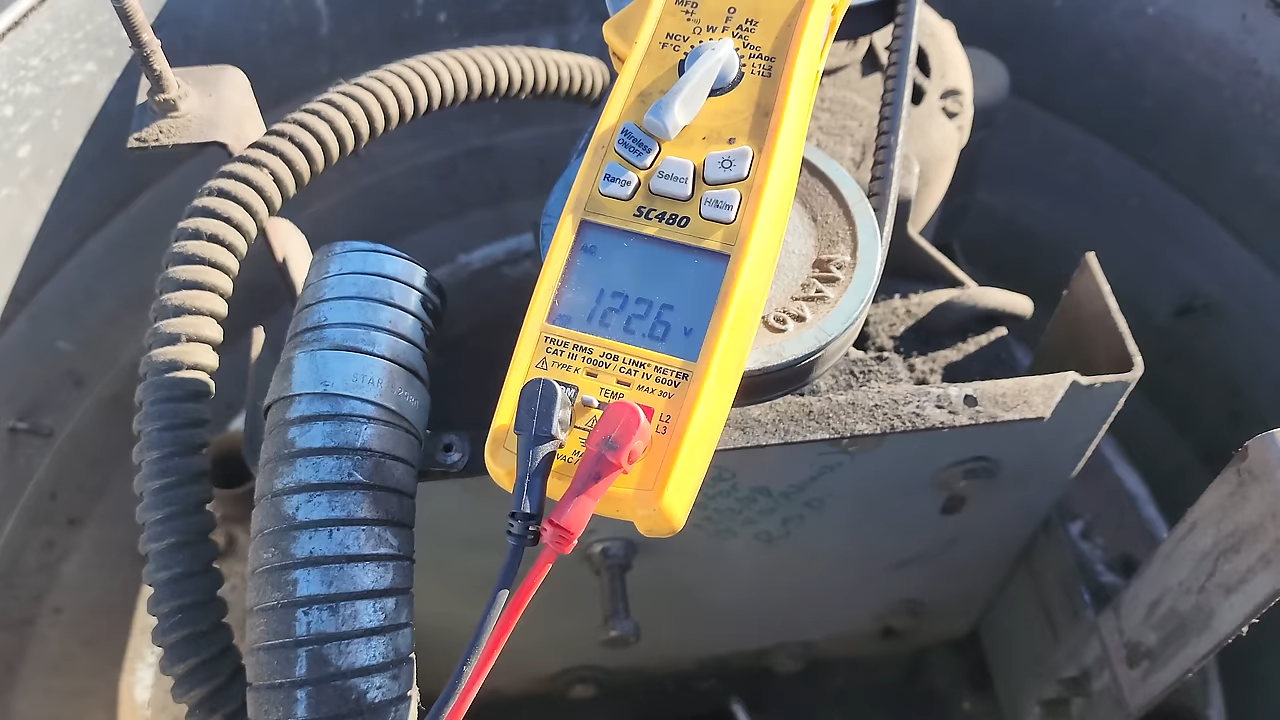 MFD
O
F
Hz
Ω W F
AAC
VAC
VDC
NCV
°F°C
µADC
L1L2
L1L3
Wireless
ON/OFF
Range
Select
H/M/m
SC480
AC
122.6 V
TRUE RMS JOB LINK® METER
CAT III 1000V / CAT IV 600V
TYPE K
MAX 30V
TEMP
L2
L3
MAYO
STAR